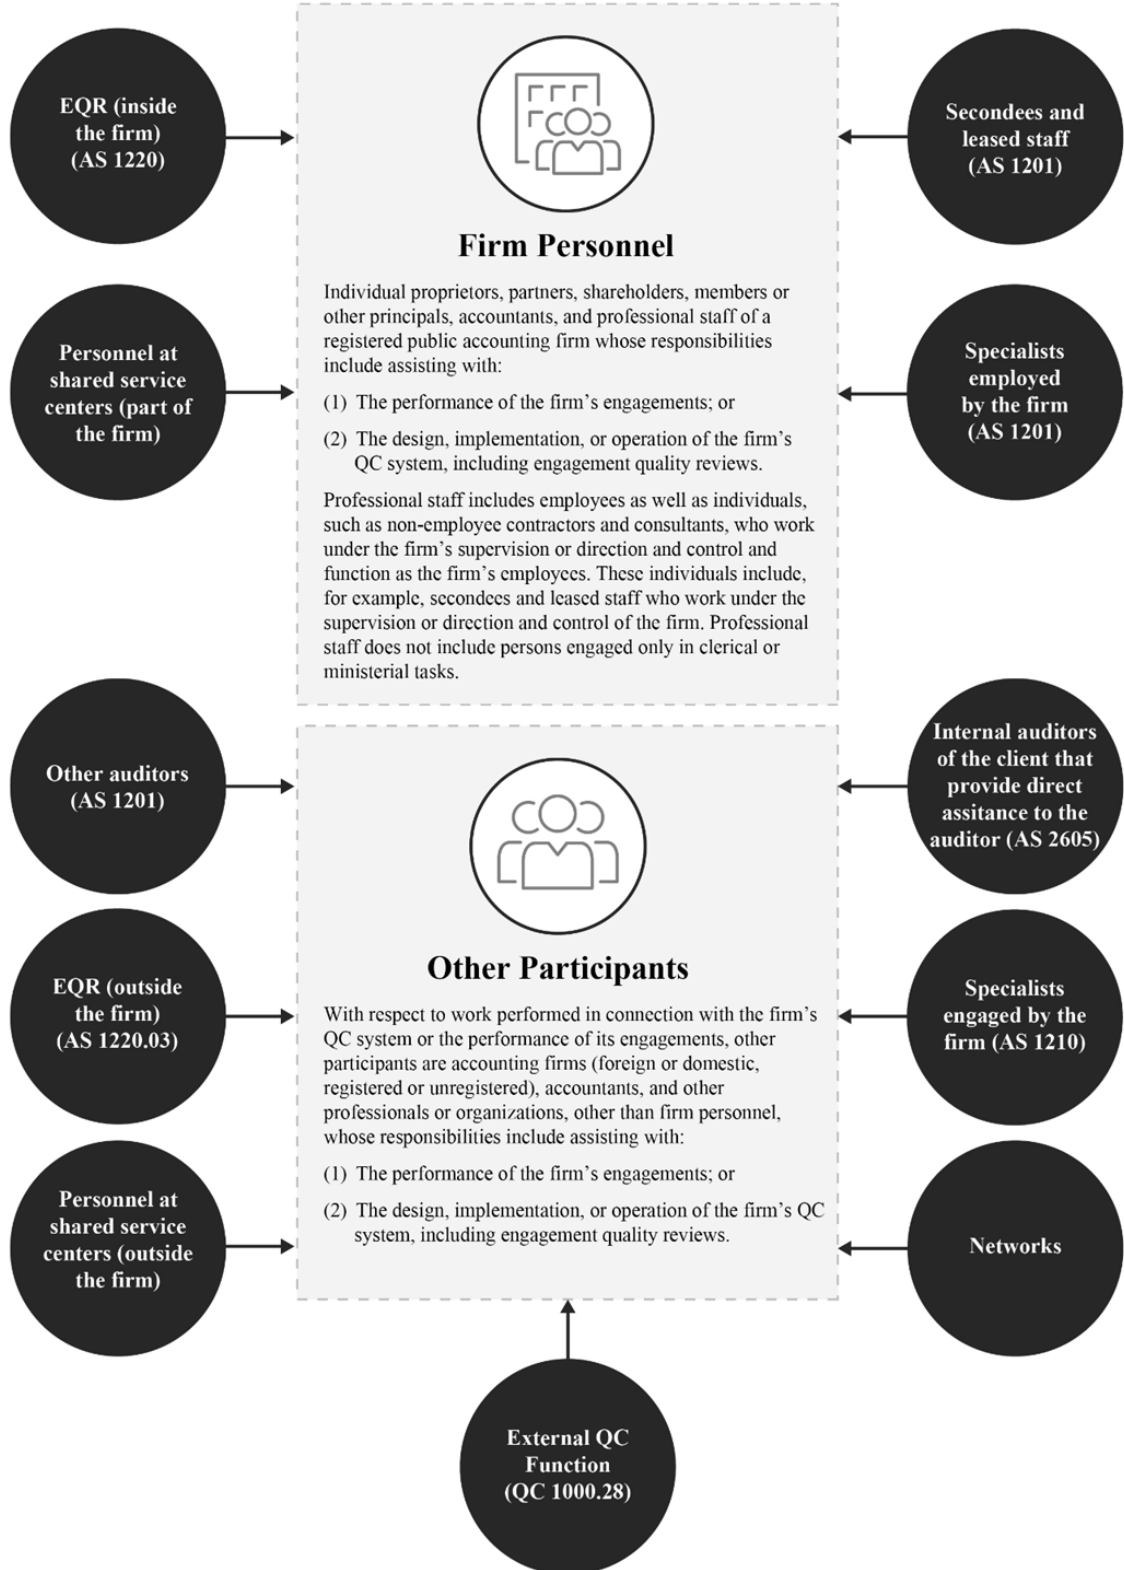 EQR (inside
the firm)
(AS 1220)
Secondees and
leased staff
(AS 1201)
Firm Personnel
Individual proprietors, partners, shareholders, members or
other principals, accountants, and professional staff of a
registered public accounting firm whose responsibilities
include assisting with:
(1) The performance of the firm’s engagements; or
(2) The design, implementation, or operation of the firm’s
QC system, including engagement quality reviews.
Professional staff includes employees as well as individuals,
such as non-employee contractors and consultants, who work
under the firm’s supervision or direction and control and
function as the firm’s employees. These individuals include,
for example, secondees and leased staff who work under the
supervision or direction and control of the firm. Professional
staff does not include persons engaged only in clerical or
ministerial tasks.
Personnel at
shared service
centers (part of
the firm)
Specialists
employed
by the firm
(AS 1201)
Other auditors
(AS 1201)
Internal auditors
of the client that
provide direct
assitance to the
auditor (AS 2605)
Other Participants
With respect to work performed in connection with the firm’s
QC system or the performance of its engagements, other
participants are accounting firms (foreign or domestic,
registered or unregistered), accountants, and other
professionals or organizations, other than firm personnel,
whose responsibilities include assisting with:
(1) The performance of the firm’s engagements; or
(2) The design, implementation, or operation of the firm’s QC
system, including engagement quality reviews.
EQR (outside
the firm)
(AS 1220.03)
Specialists
engaged by the
firm (AS 1210)
Personnel at
shared service
centers (outside
the firm)
Networks
External QC
Function
(QC 1000.28)